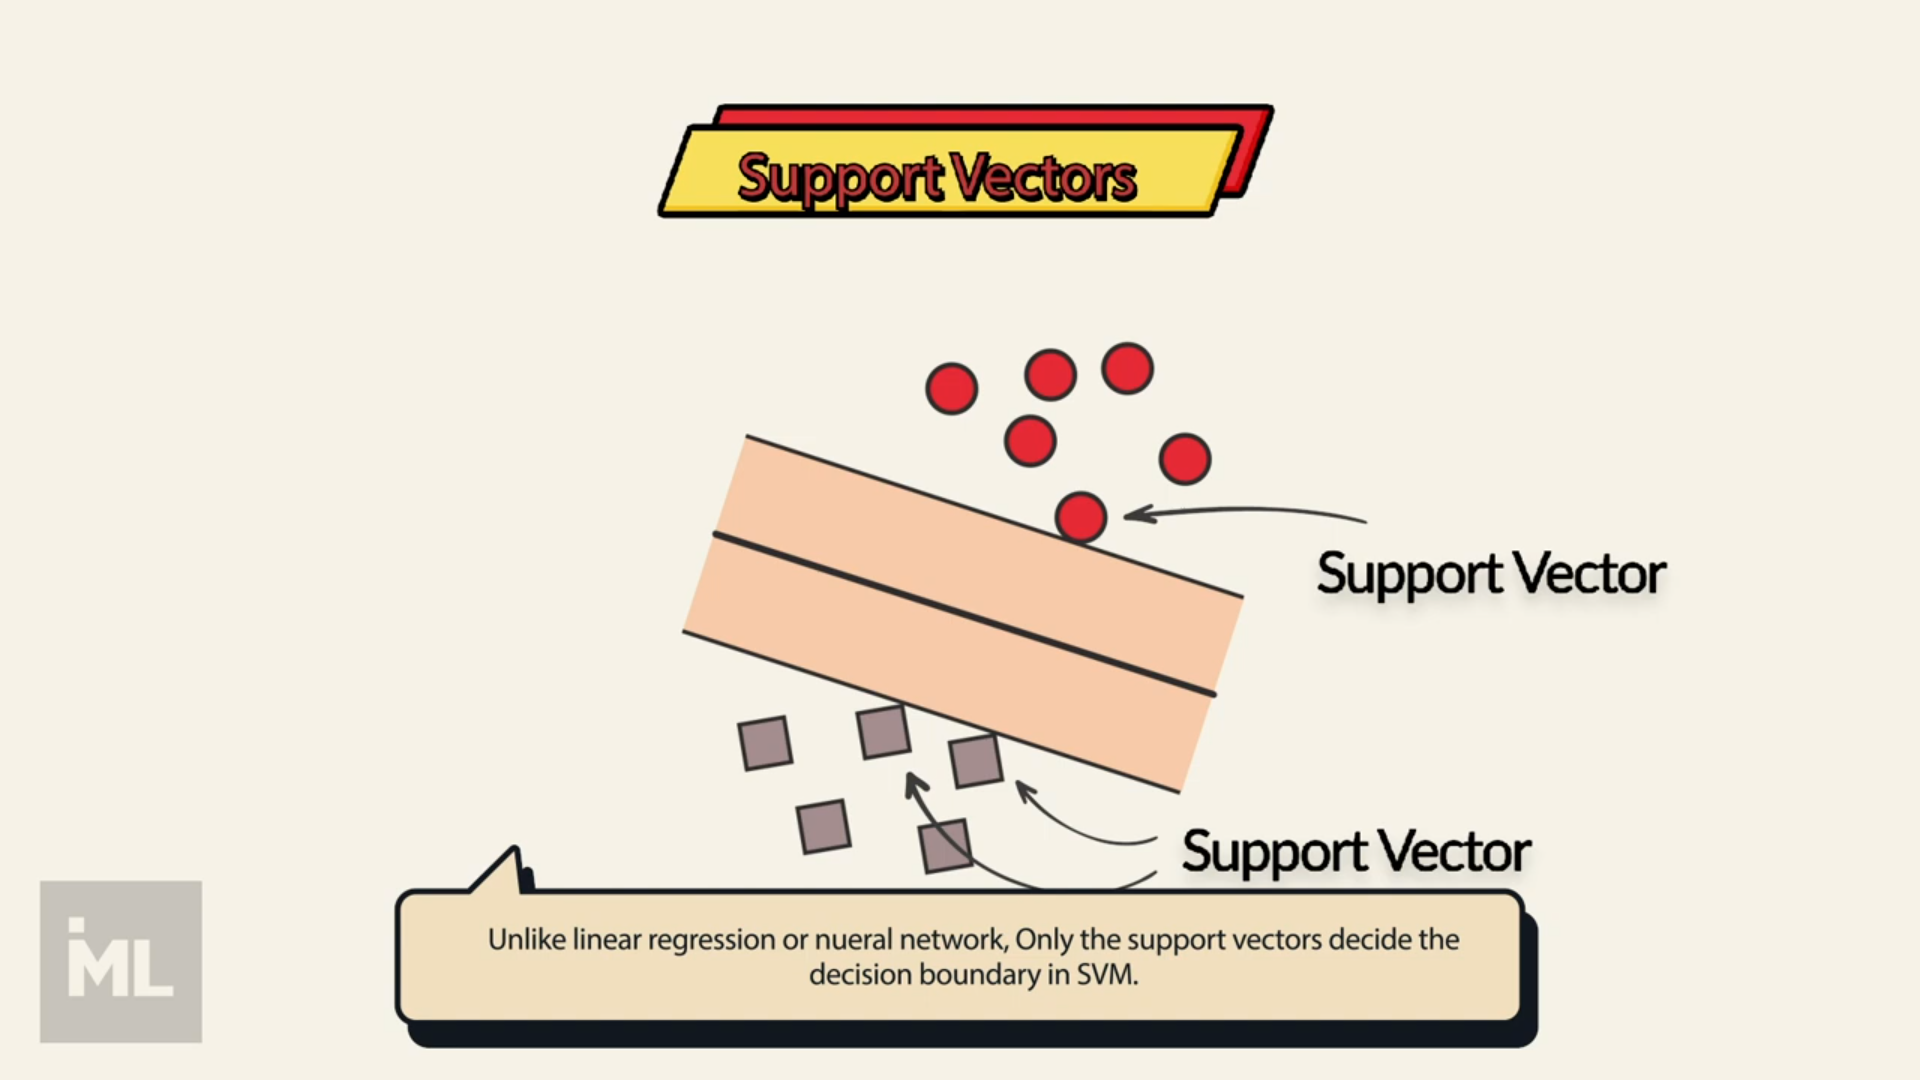 Support Vectors
Support Vector
Support Vector
Unlike linear regression or nueral network, Only the support vectors decide the
decision boundary in SVM.
iML